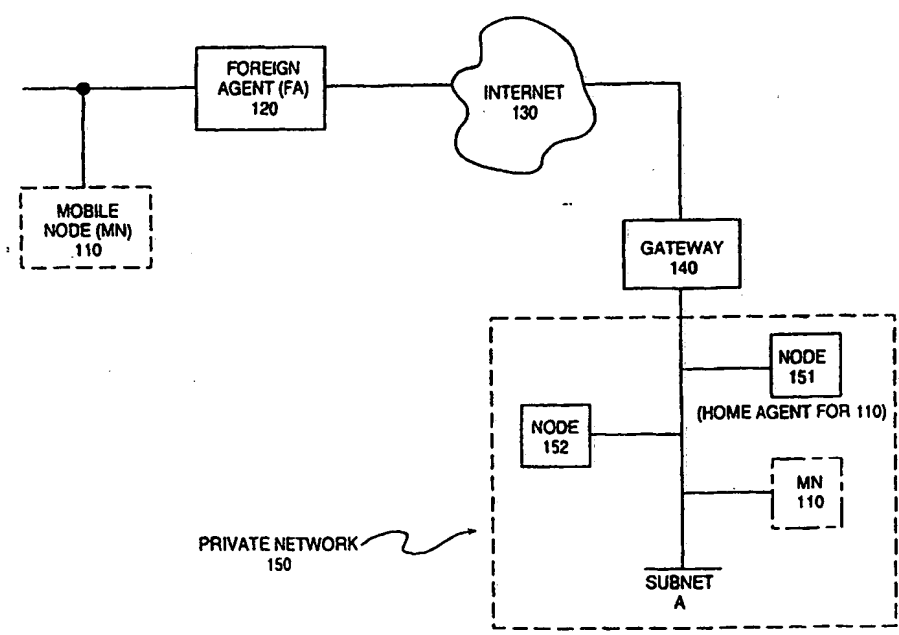 FOREIGN
AGENT (FA)
120
INTERNET
130
MOBILE
NODE (MN)
110
GATEWAY
140
NODE
151
(HOME AGENT FOR 110)
NODE
152
MN
110
PRIVATE NETWORK
150
SUBNET
A